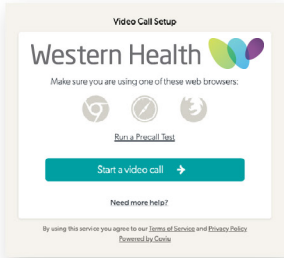 Video Call Setup
Western Health
Make sure you are using one of these web browsers:
Run a Precall Test
Start a video call
Need more help?
By using this service you agree to our Terms of Service and Privacy Policy
Powered by Coviu